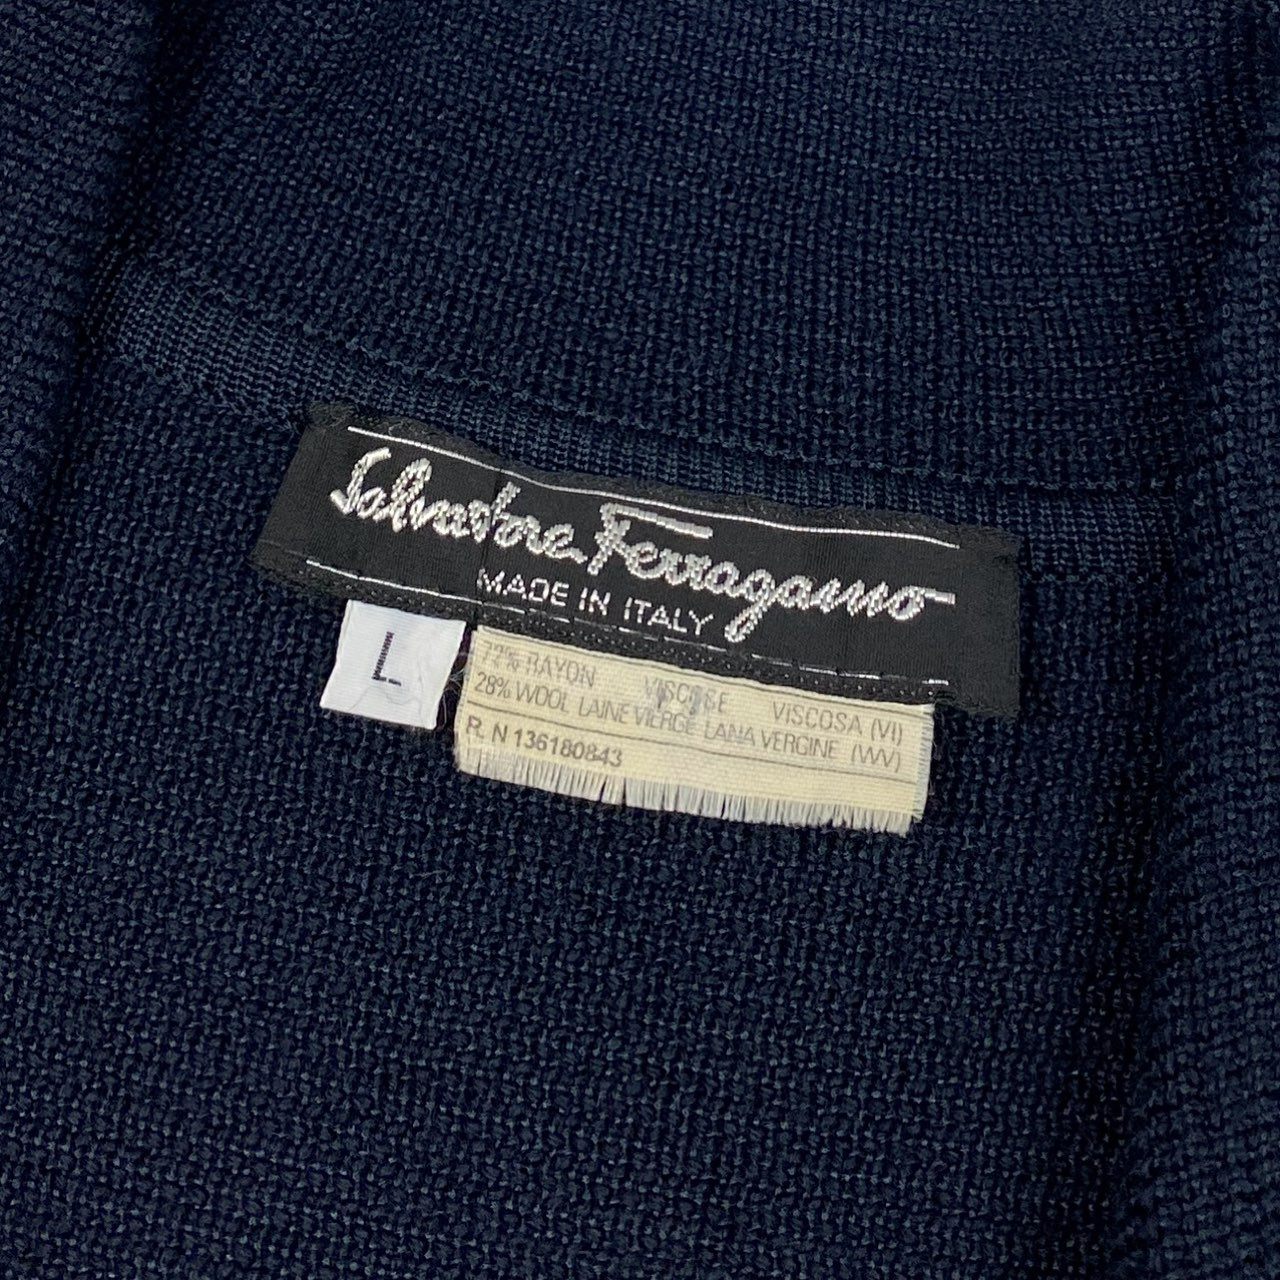 Salvatore Ferragamo
MADE IN ITALY
L
72% RAYON VISCOSE VISCOSA (VI)
28% WOOL LAINE VIERGE LANA VERGINE (WV)
R. N 136180843